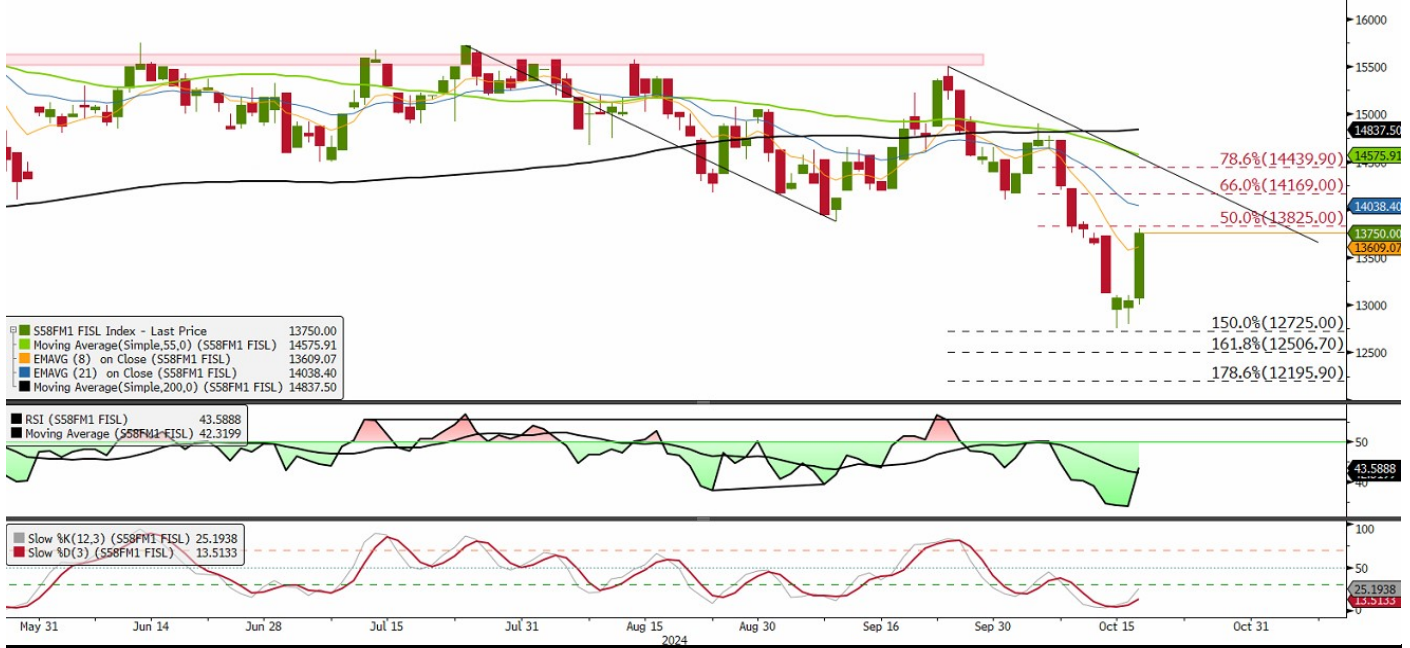 16000
15500
15000
14837.50
14575.91
78.6%(14439.90)
66.0%(14169.00)
14038.40
50.0%(13825.00)
13750.00
13609.07
13500
13000
150.0%(12725.00)
161.8%(12506.70)
12500
178.6%(12195.90)
S58FM1 FISL Index - Last Price 13750.00
Moving Average(Simple,55,0) (S58FM1 FISL) 14575.91
EMAVG (8) on Close (S58FM1 FISL) 13609.07
EMAVG (21) on Close (S58FM1 FISL) 14038.40
Moving Average(Simple,200,0) (S58FM1 FISL) 14837.50
RSI (S58FM1 FISL) 43.5888
Moving Average (S58FM1 FISL) 42.3199
50
43.5888
40
Slow %K(12,3) (S58FM1 FISL) 25.1938
Slow %D(3) (S58FM1 FISL) 13.5133
100
50
25.1938
13.5133
0
May 31 Jun 14 Jun 28 Jul 15 Jul 31 Aug 15 Aug 30 Sep 16 Sep 30 Oct 15 Oct 31
2024